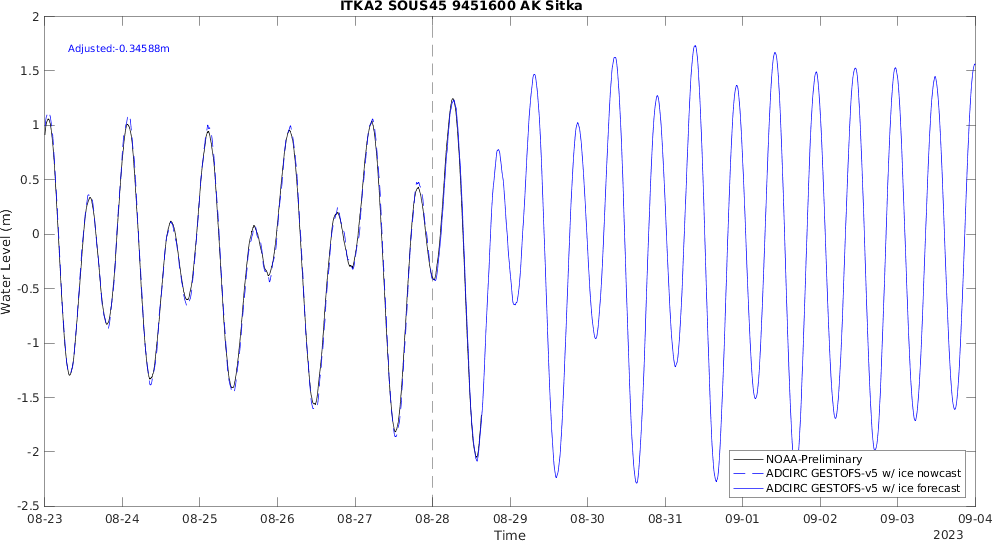 ITKA2 SOUS45 9451600 AK Sitka
Adjusted:-0.34588m
Water Level (m)
2
1.5
1
0.5
0
-0.5
-1
-1.5
-2
-2.5
NOAA-Preliminary
ADCIRC GESTOFS-v5 w/ ice nowcast
ADCIRC GESTOFS-v5 w/ ice forecast
08-23 08-24 08-25 08-26 08-27 08-28 08-29 08-30 08-31 09-01 09-02 09-03 09-04
Time
2023